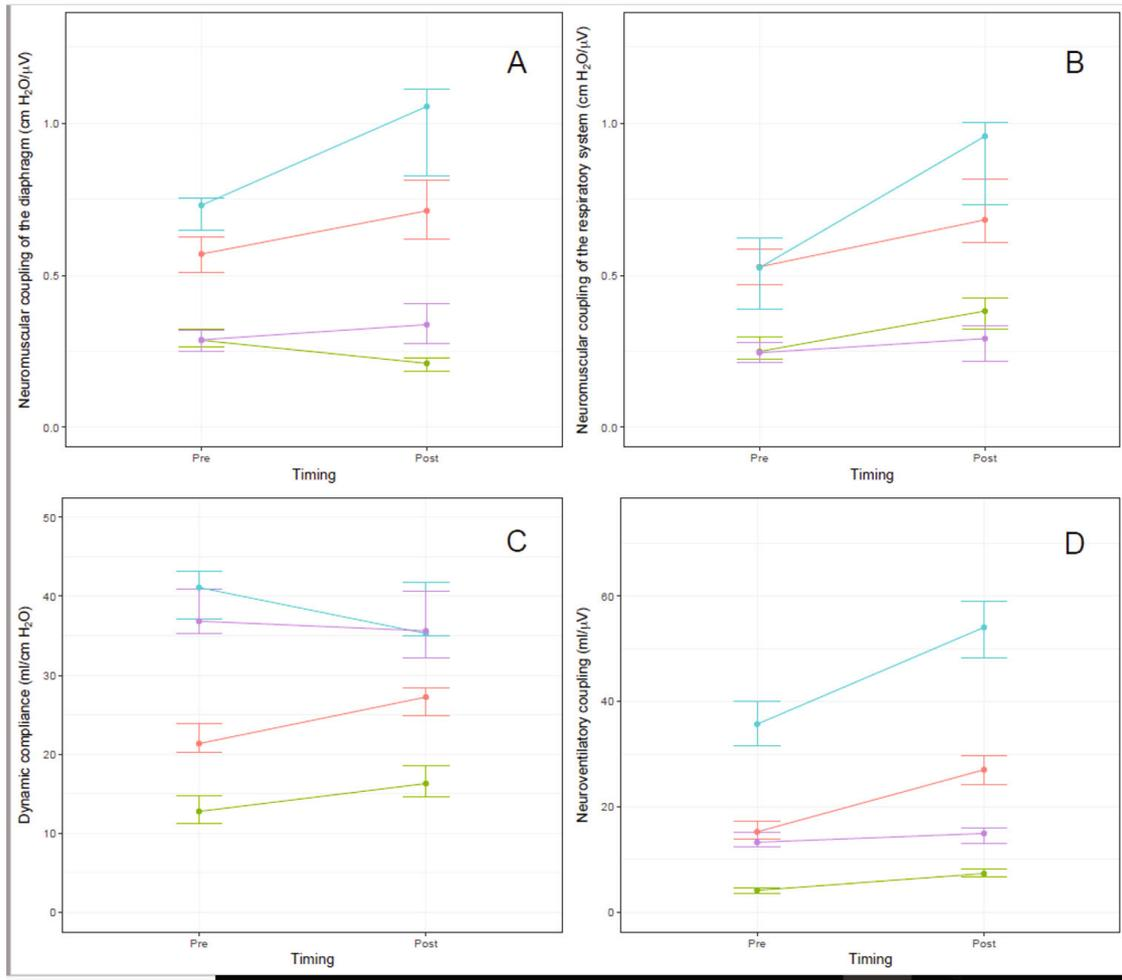 A
B
Neuromuscular coupling of the diaphragm (cm H₂O/μV)
1.0
0.5
0.0
Pre
Post
Timing
Neuromuscular coupling of the respiratory system (cm H₂O/μV)
1.0
0.5
0.0
Pre
Post
Timing
C
D
Dynamic compliance (ml/cm H₂O)
50
40
30
20
10
0
Pre
Post
Timing
Neuroventilatory coupling (ml/μV)
60
40
20
0
Pre
Post
Timing